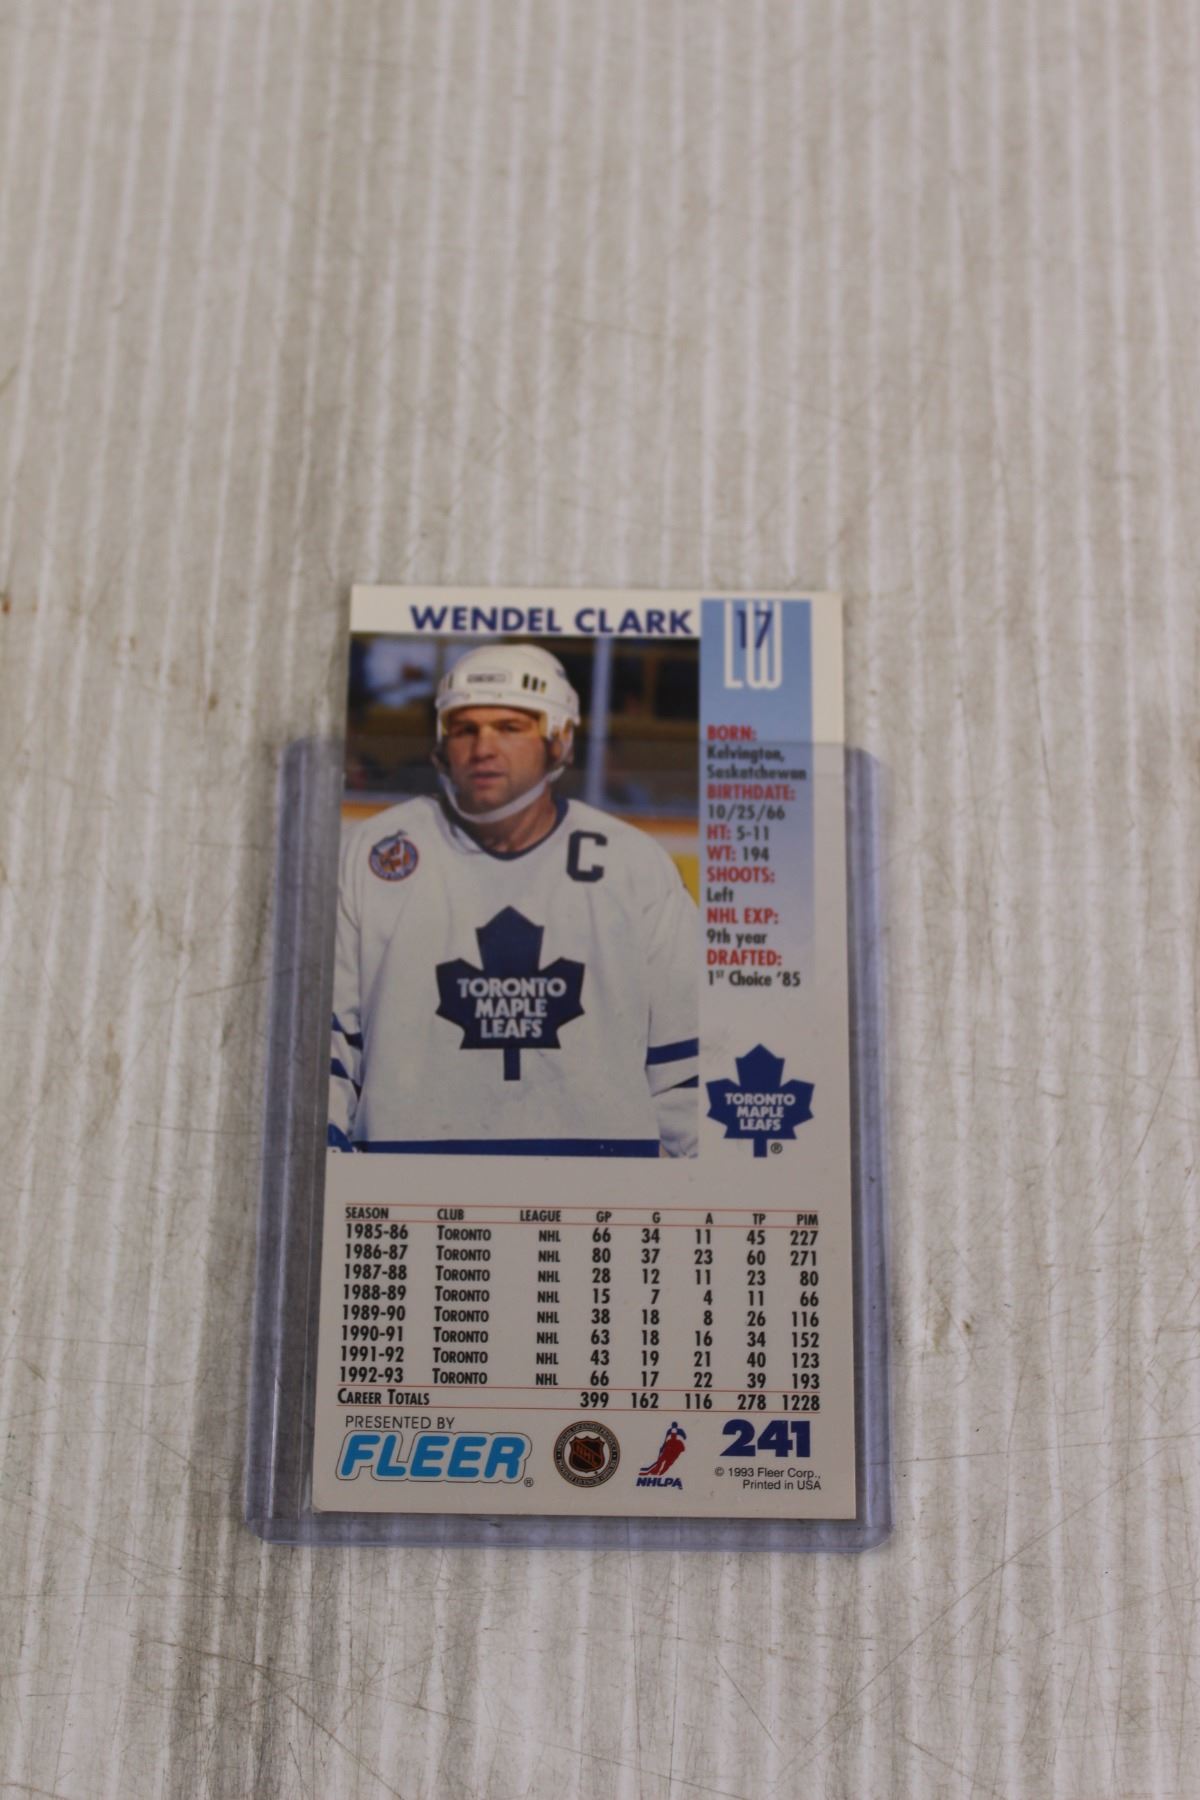 WENDEL CLARK
17
LW
BORN:
Kelvington,
Saskatchewan
BIRTHDATE:
10/25/66
HT: 5-11
WT: 194
SHOOTS:
Left
NHL EXP:
9th year
DRAFTED:
1ST Choice '85
C
TORONTO
MAPLE
LEAFS
TORONTO
MAPLE
LEAFS
®
SEASON CLUB LEAGUE GP G A TP PIM
1985-86 TORONTO NHL 66 34 11 45 227
1986-87 TORONTO NHL 80 37 23 60 271
1987-88 TORONTO NHL 28 12 11 23 80
1988-89 TORONTO NHL 15 7 4 11 66
1989-90 TORONTO NHL 38 18 8 26 116
1990-91 TORONTO NHL 63 18 16 34 152
1991-92 TORONTO NHL 43 19 21 40 123
1992-93 TORONTO NHL 66 17 22 39 193
CAREER TOTALS 399 162 116 278 1228
PRESENTED BY
FLEER®
NHL
NHLPA
241
© 1993 Fleer Corp.,
Printed in USA